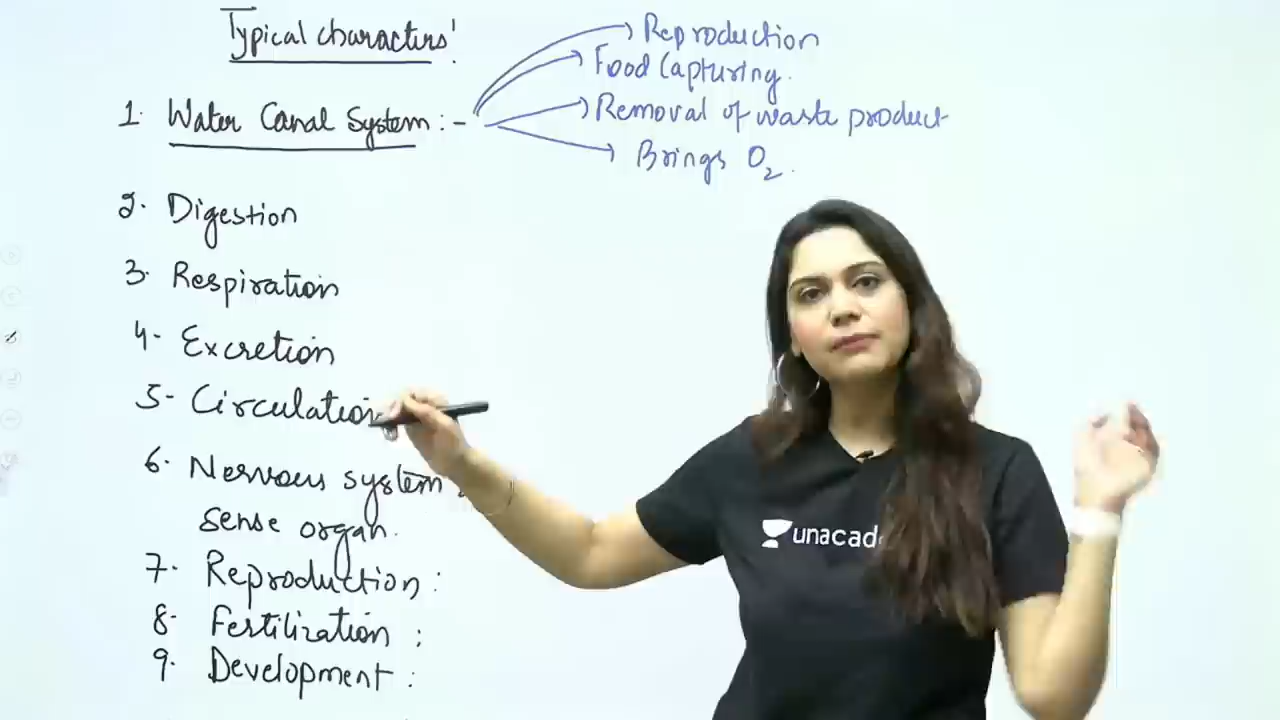 Typical characters!
Reproduction
Food Capturing.
1. Water Canal System :-
Removal of waste product
Brings O2.
2. Digestion
3. Respiration
4- Excretion
5- Circulation
6. Nervous system :
sense organ.
7. Reproduction :
8- Fertilization :
9. Development :
unacad